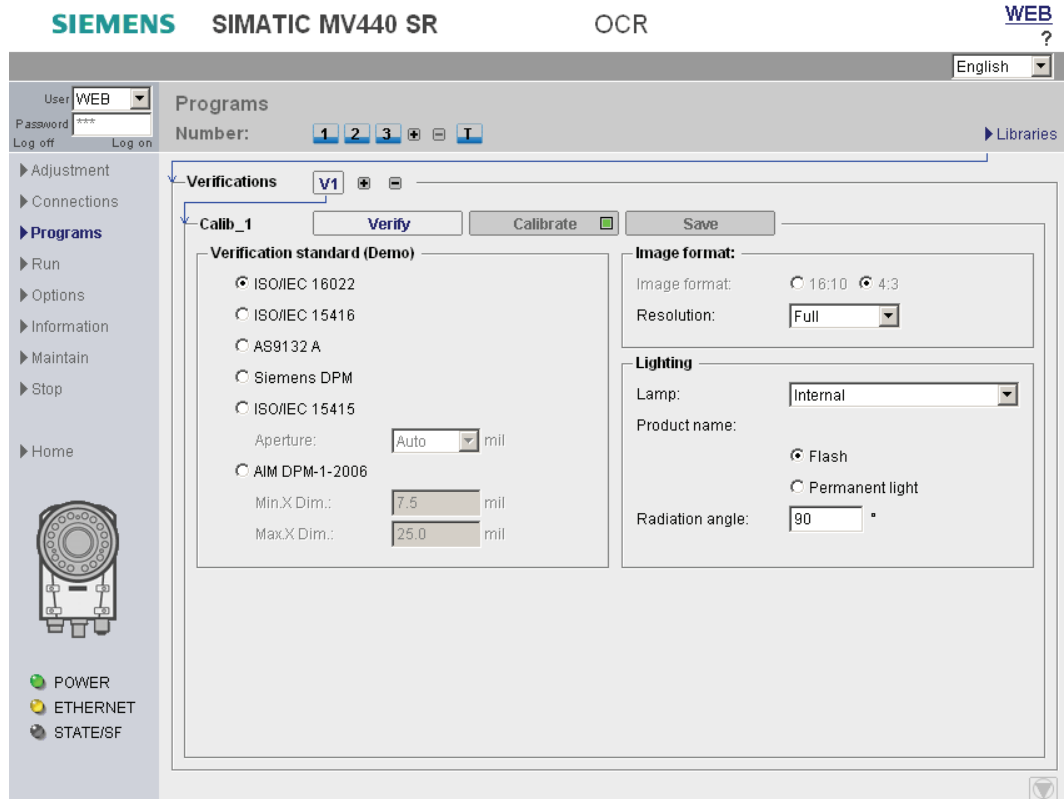 SIEMENS SIMATIC MV440 SR OCR WEB
?
English
User WEB
Password ***
Log off Log on
Programs
Number: 1 2 3 T
Libraries
Adjustment
Connections
Programs
Run
Options
Information
Maintain
Stop
Home
POWER
ETHERNET
STATE/SF
Verifications V1
Calib_1 Verify Calibrate Save
Verification standard (Demo)
ISO/IEC 16022
ISO/IEC 15416
AS9132 A
Siemens DPM
ISO/IEC 15415
Aperture: Auto mil
AIM DPM-1-2006
Min.X Dim.: 7.5 mil
Max.X Dim.: 25.0 mil
Image format:
Image format: 16:10 4:3
Resolution: Full
Lighting
Lamp: Internal
Product name:
Flash
Permanent light
Radiation angle: 90 °